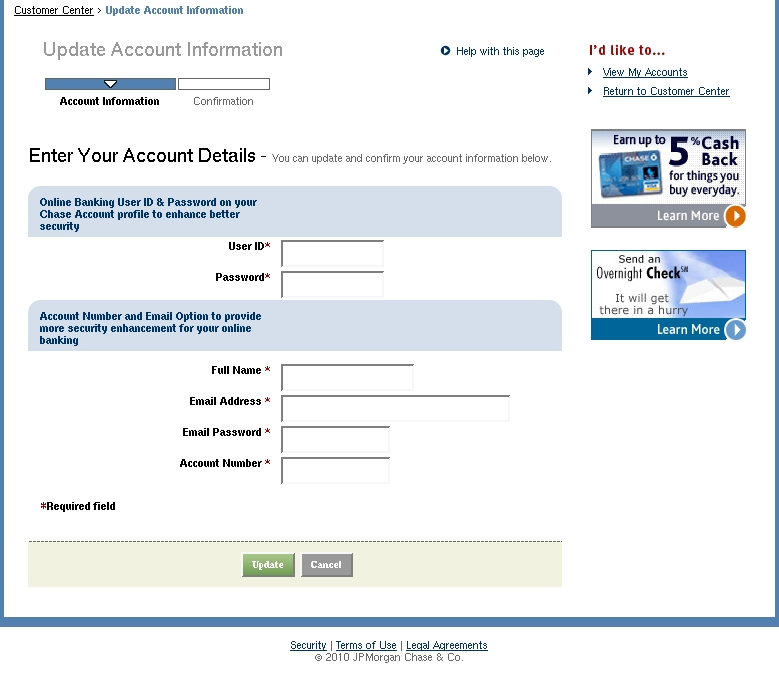 Customer Center > Update Account Information
Update Account Information
Help with this page
Account Information
Confirmation
Enter Your Account Details - You can update and confirm your account information below.
Online Banking User ID & Password on your
Chase Account profile to enhance better
security
User ID*
Password*
Account Number and Email Option to provide
more security enhancement for your online
banking
Full Name *
Email Address *
Email Password *
Account Number *
*Required field
Update
Cancel
I'd like to...
View My Accounts
Return to Customer Center
Earn up to 5% Cash
Back
for things you
buy everyday.
CHASE
VISA
Learn More
Send an
Overnight Check℠
It will get
there in a hurry
Learn More
Security | Terms of Use | Legal Agreements
© 2010 JPMorgan Chase & Co.